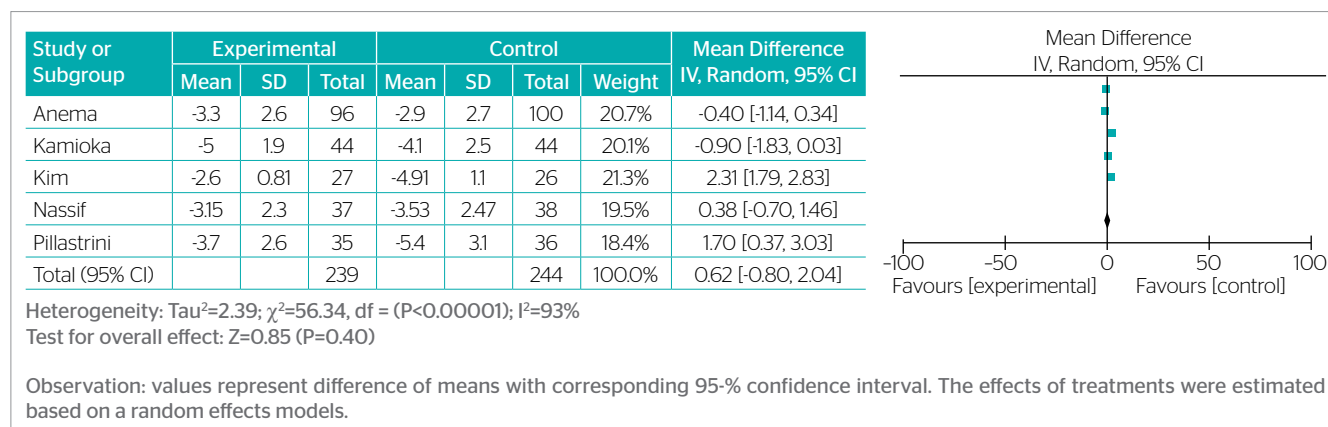 Study or Subgroup Experimental Control Mean Difference IV, Random, 95% CI
Mean SD Total Mean SD Total Weight
Anema -3.3 2.6 96 -2.9 2.7 100 20.7% -0.40 [-1.14, 0.34]
Kamioka -5 1.9 44 -4.1 2.5 44 20.1% -0.90 [-1.83, 0.03]
Kim -2.6 0.81 27 -4.91 1.1 26 21.3% 2.31 [1.79, 2.83]
Nassif -3.15 2.3 37 -3.53 2.47 38 19.5% 0.38 [-0.70, 1.46]
Pillastrini -3.7 2.6 35 -5.4 3.1 36 18.4% 1.70 [0.37, 3.03]
Total (95% CI) 239 244 100.0% 0.62 [-0.80, 2.04]
Heterogeneity: Tau²=2.39; χ²=56.34, df = (P<0.00001); I²=93%
Test for overall effect: Z=0.85 (P=0.40)
Mean Difference
IV, Random, 95% CI
-100 -50 0 50 100
Favours [experimental] Favours [control]
Observation: values represent difference of means with corresponding 95-% confidence interval. The effects of treatments were estimated
based on a random effects models.